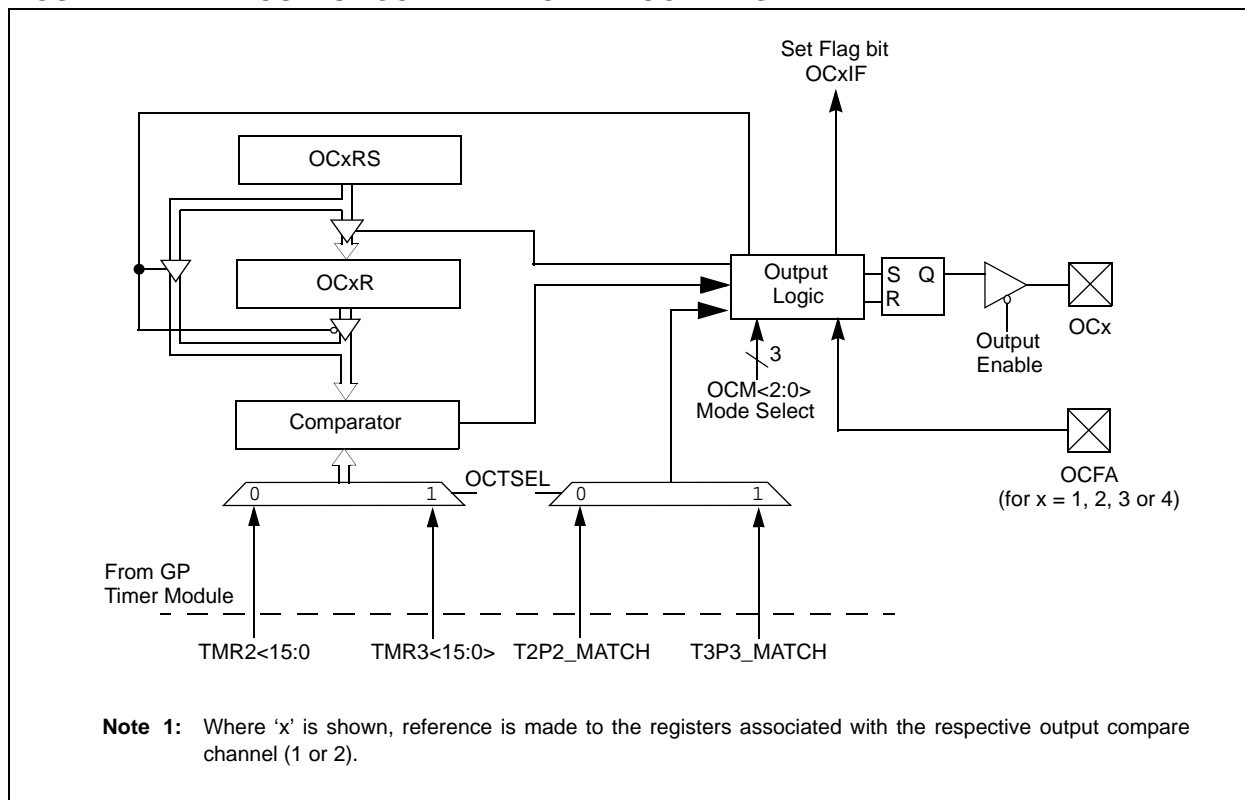 Set Flag bit
OCxIF
OCxRS
OCxR
Output
Logic
S Q
R
OCx
Output
Enable
3
OCM<2:0>
Mode Select
Comparator
OCFA
(for x = 1, 2, 3 or 4)
0 1
OCTSEL
0 1
From GP
Timer Module
TMR2<15:0
TMR3<15:0>
T2P2_MATCH
T3P3_MATCH
Note 1: Where ‘x’ is shown, reference is made to the registers associated with the respective output compare
channel (1 or 2).